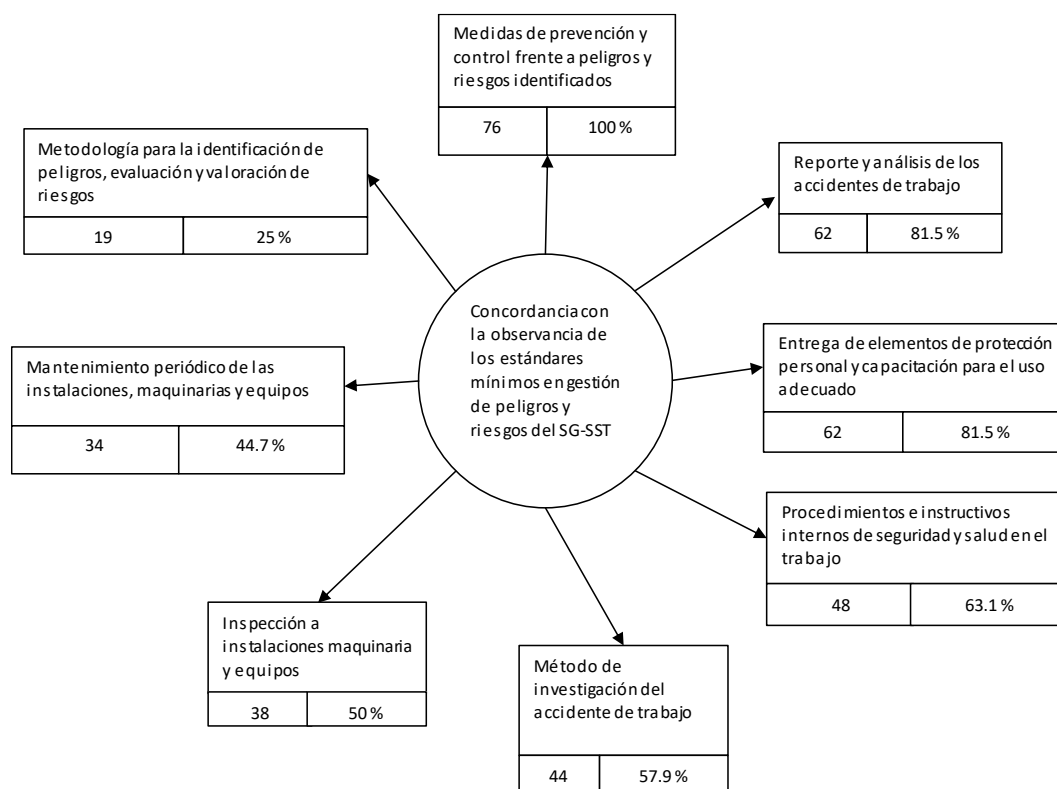 Medidas de prevención y
control frente a peligros y
riesgos identificados
76 100 %
Metodología para la identificación de
peligros, evaluación y valoración de
riesgos
19 25 %
Reporte y análisis de los
accidentes de trabajo
62 81.5 %
Concordancia con
la observancia de
los estándares
mínimos en gestión
de peligros y
riesgos del SG-SST
Mantenimiento periódico de las
instalaciones, maquinarias y equipos
34 44.7 %
Entrega de elementos de protección
personal y capacitación para el uso
adecuado
62 81.5 %
Procedimientos e instructivos
internos de seguridad y salud en el
trabajo
48 63.1 %
Inspección a
instalaciones maquinaria
y equipos
38 50 %
Método de
investigación del
accidente de trabajo
44 57.9 %